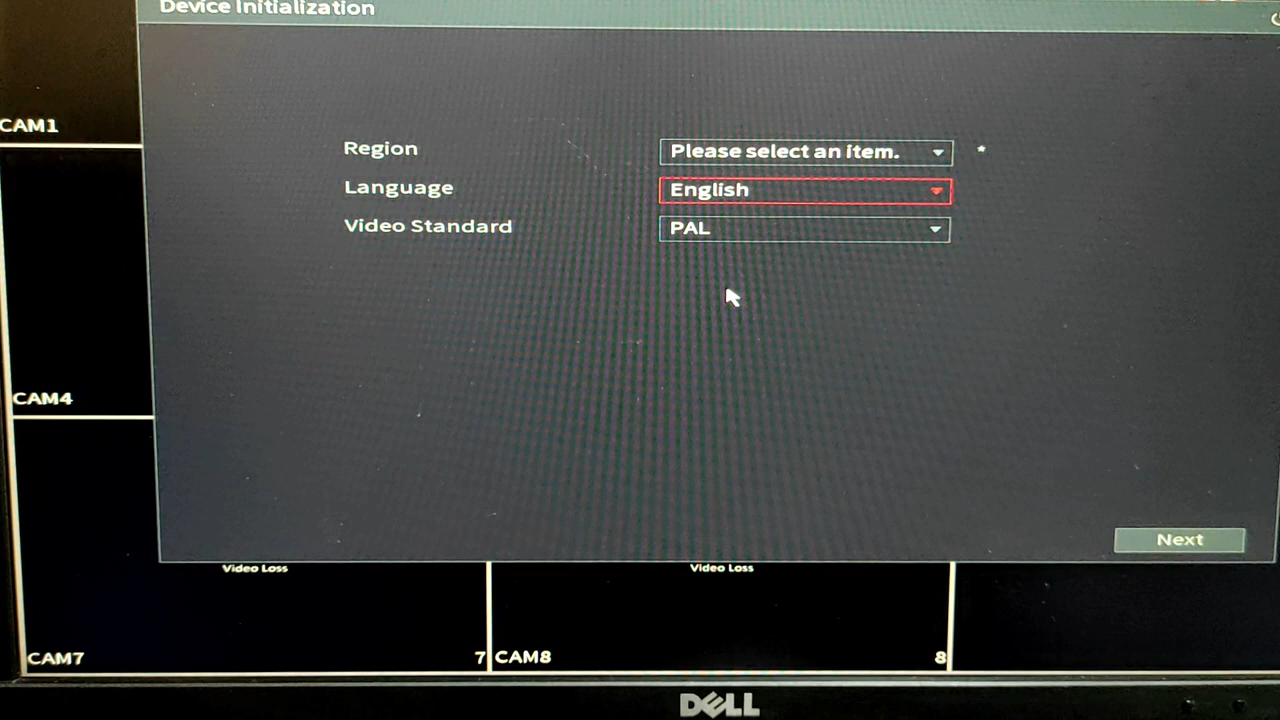 Device Initialization
CAM1
Region Please select an item. *
Language English
Video Standard PAL
CAM4
Next
Video Loss Video Loss
CAM7 7 CAM8 8
DELL